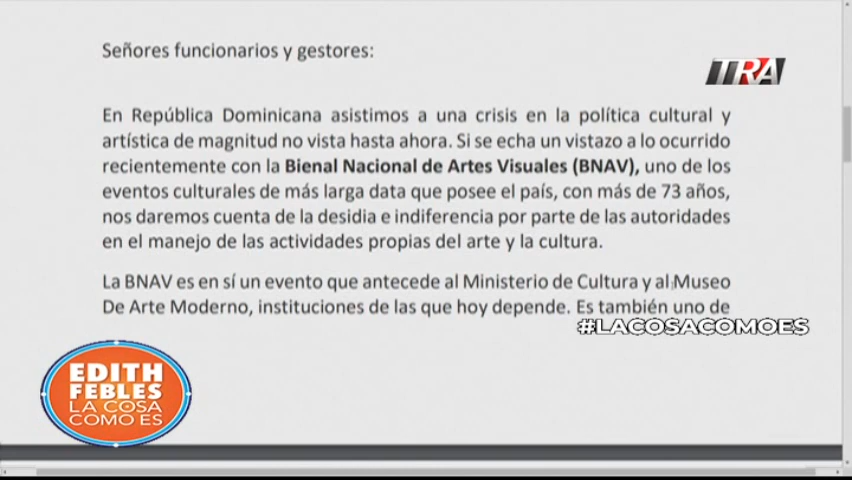 Señores funcionarios y gestores:
TRA
En República Dominicana asistimos a una crisis en la política cultural y
artística de magnitud no vista hasta ahora. Si se echa un vistazo a lo ocurrido
recientemente con la Bienal Nacional de Artes Visuales (BNAV), uno de los
eventos culturales de más larga data que posee el país, con más de 73 años,
nos daremos cuenta de la desidia e indiferencia por parte de las autoridades
en el manejo de las actividades propias del arte y la cultura.
La BNAV es en sí un evento que antecede al Ministerio de Cultura y al Museo
De Arte Moderno, instituciones de las que hoy depende. Es también uno de
#LACOSACOMOES
EDITH
FEBLES
LA COSA
COMO ES